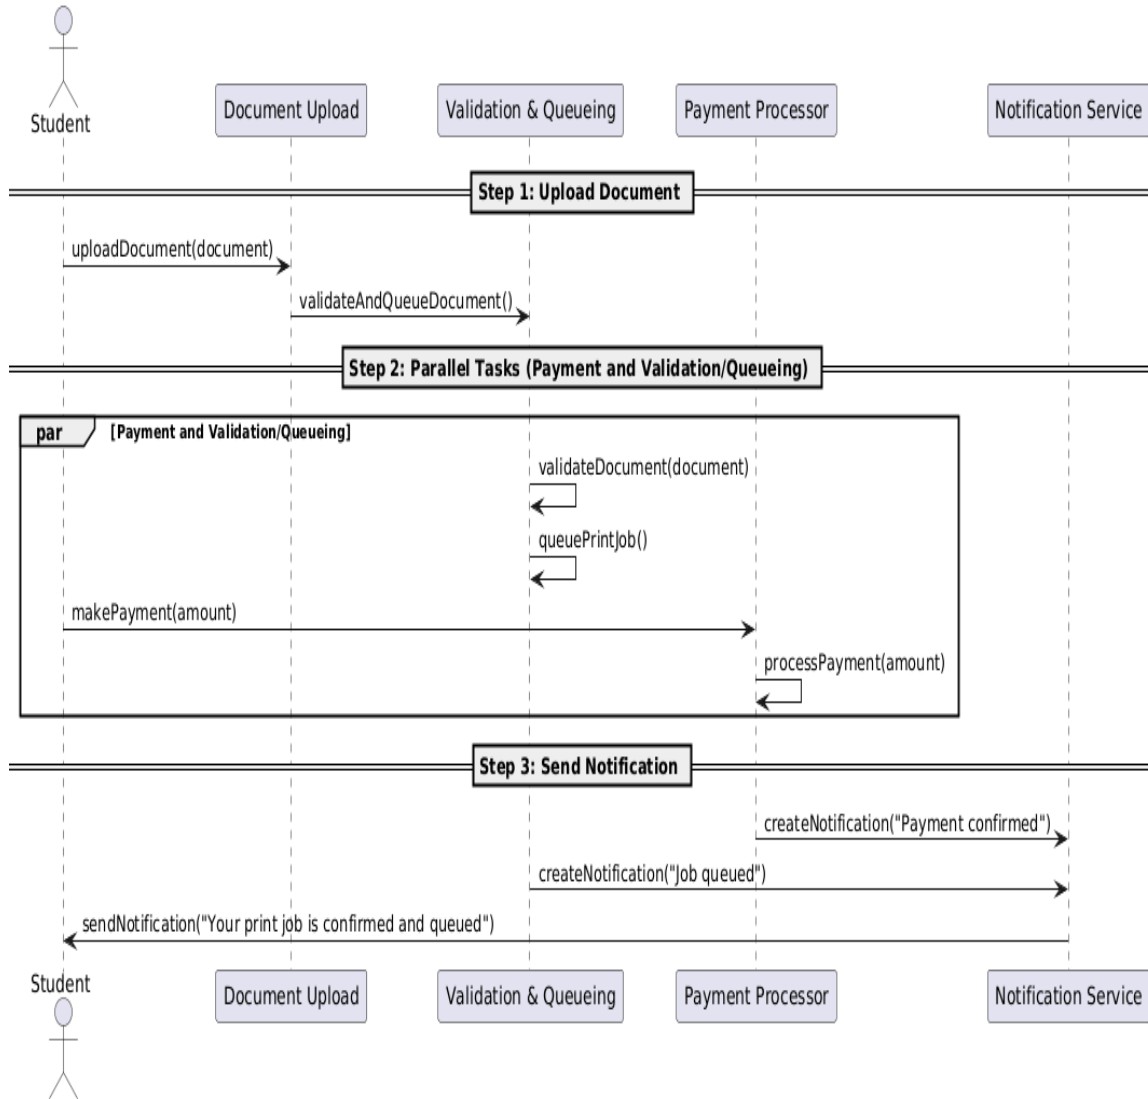 Student
Document Upload
Validation & Queueing
Payment Processor
Notification Service
Step 1: Upload Document
uploadDocument(document)
validateAndQueueDocument()
Step 2: Parallel Tasks (Payment and Validation/Queueing)
par [Payment and Validation/Queueing]
validateDocument(document)
queuePrintJob()
makePayment(amount)
processPayment(amount)
Step 3: Send Notification
createNotification("Payment confirmed")
createNotification("Job queued")
sendNotification("Your print job is confirmed and queued")
Student
Document Upload
Validation & Queueing
Payment Processor
Notification Service